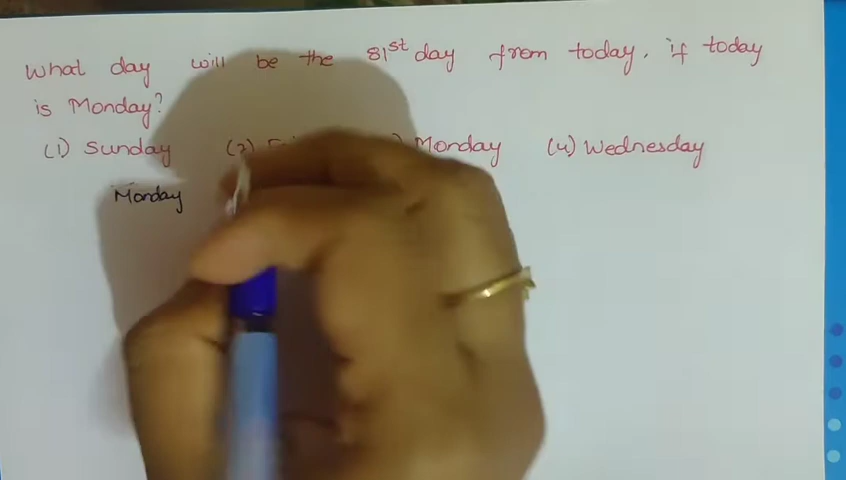 What day will be the 81st day from today. if today
is Monday?
(1) Sunday (2) Monday (4) Wednesday
Monday